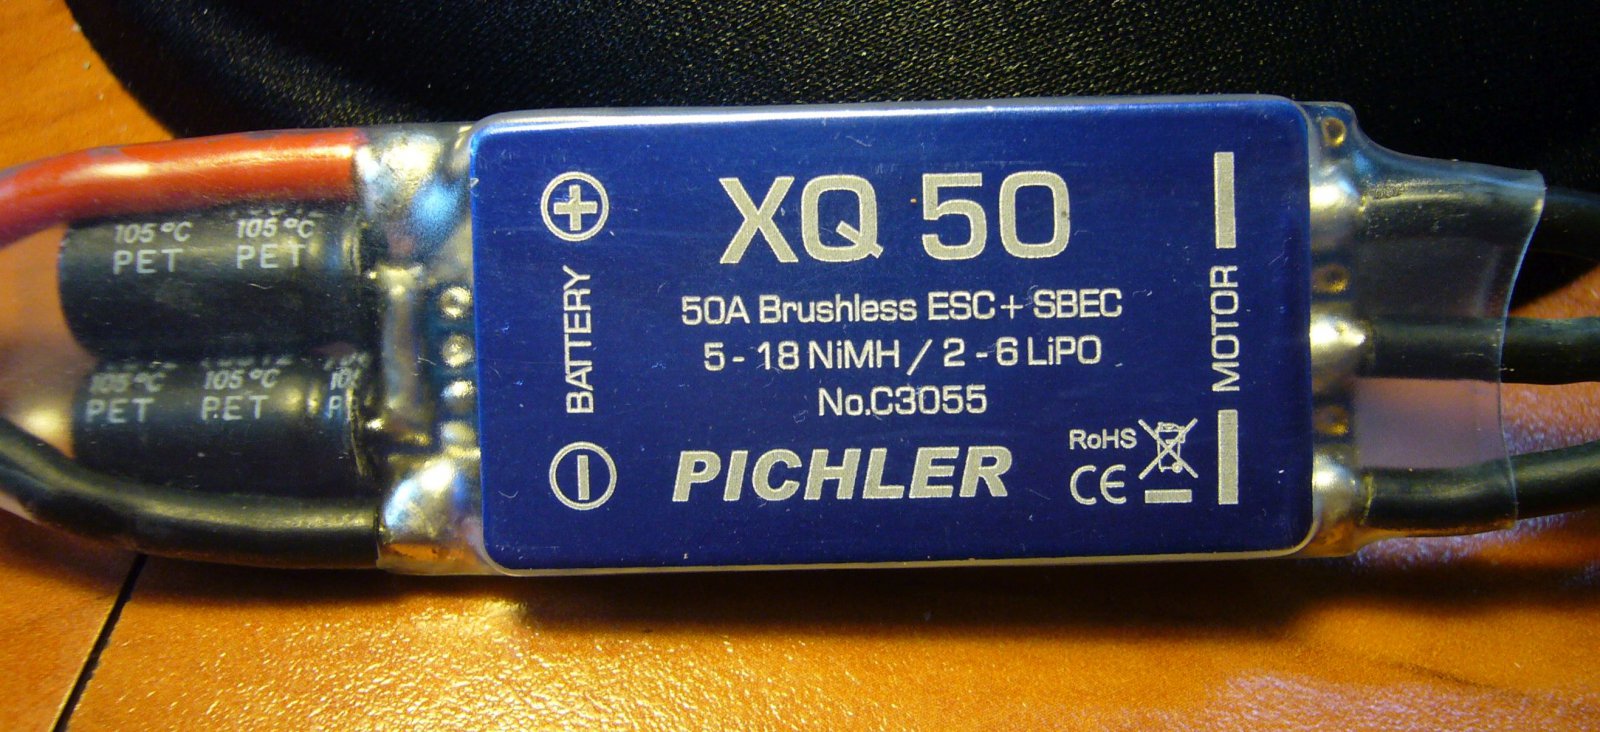 105 °C
105 °C
PET
PET
105 °C
105 °C
PET
PET
BATTERY
XQ 50
50A Brushless ESC + SBEC
5 - 18 NiMH / 2 - 6 LiPO
No.C3055
PICHLER
RoHS
CE
MOTOR